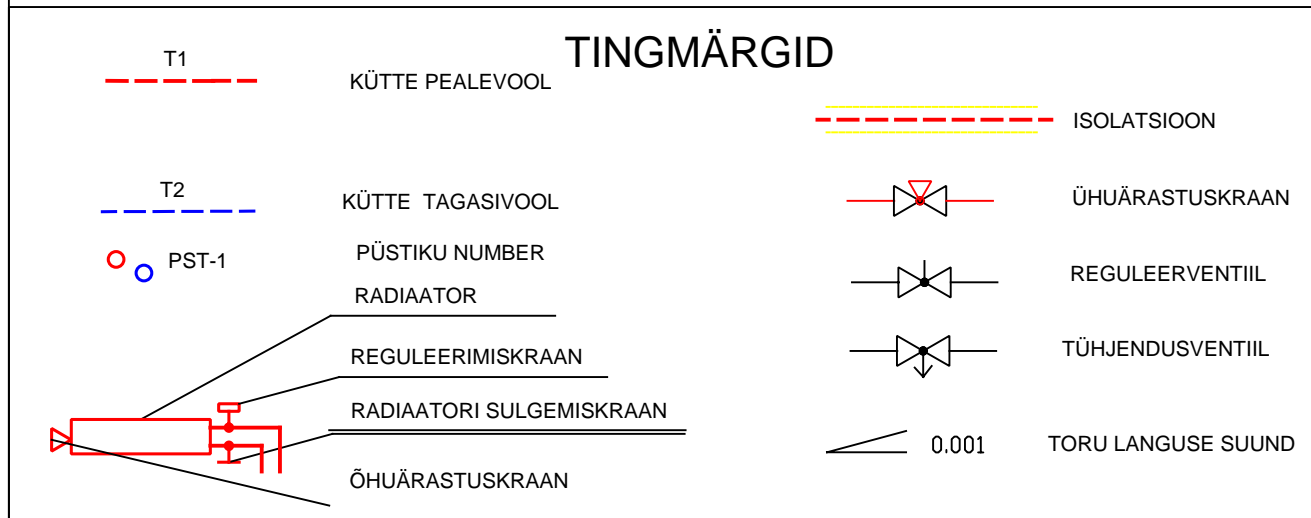 TINGMÄRGID
T1
KÜTTE PEALEVOOL
T2
KÜTTE TAGASIVOOL
PST-1
PÜSTIKU NUMBER
RADIAATOR
REGULEERIMISKRAAN
RADIAATORI SULGEMISKRAAN
ÕHUÄRASTUSKRAAN
ISOLATSIOON
ÜHUÄRASTUSKRAAN
REGULEERVENTIIL
TÜHJENDUSVENTIIL
0.001 TORU LANGUSE SUUND